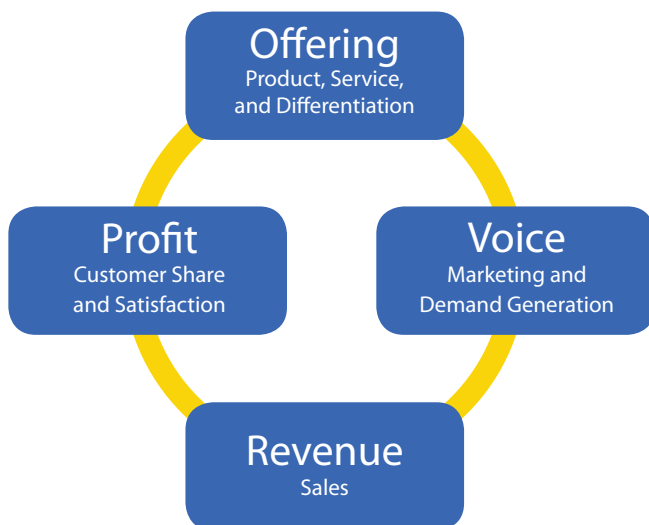 Offering
Product, Service,
and Differentiation
Profit
Customer Share
and Satisfaction
Voice
Marketing and
Demand Generation
Revenue
Sales